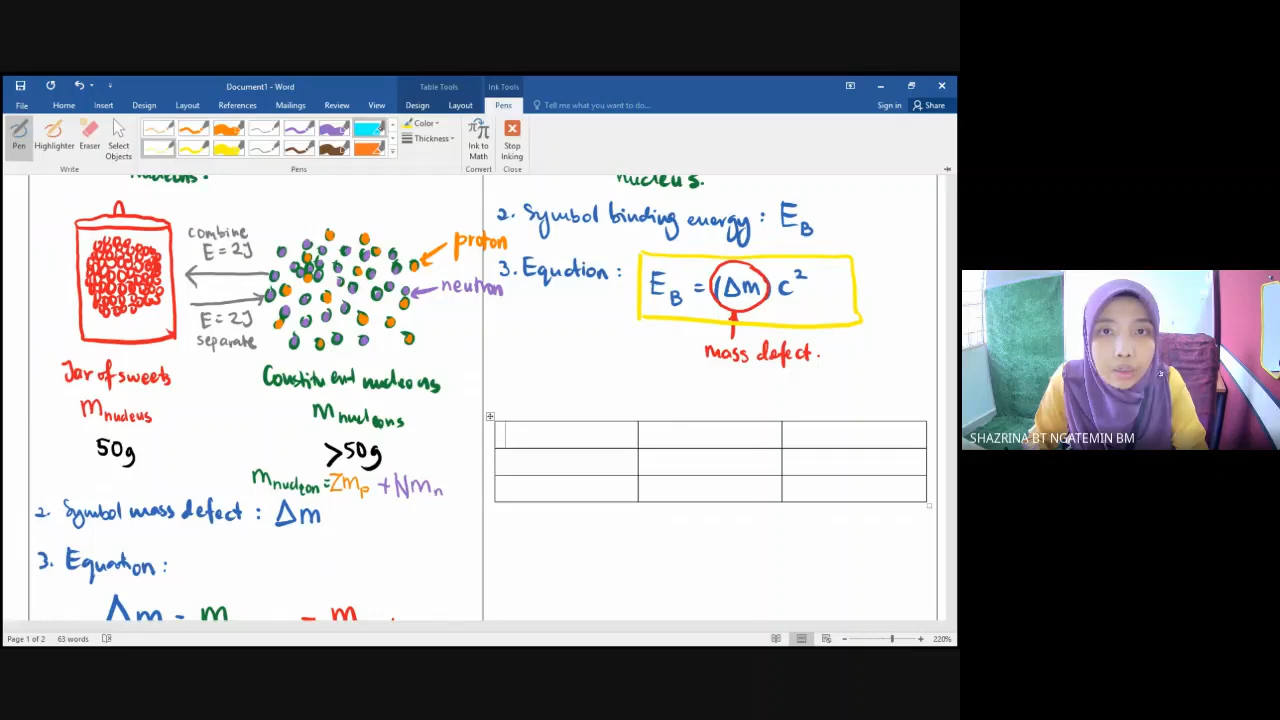 Document1 - Word
Table Tools
Ink Tools
File
Home
Insert
Design
Layout
References
Mailings
Review
View
Design
Layout
Pens
Tell me what you want to do...
Sign in
Share
Pen
Highlighter
Eraser
Select Objects
Color
Thickness
Ink to Math
Stop Inking
Write
Pens
Convert
Close
nucleons.
combine
E = 2J
E = 2J
separate
proton
neutron
Jar of sweets
Constituent nucleons
Mnucleus
Mnucleons
50g
>50g
mnucleon = Zmp + Nmn
2. Symbol mass defect : Δm
3. Equation :
Δm = m
= m
nucleus.
2. Symbol binding energy : EB
3. Equation :
EB = (Δm) c²
mass defect.
Page 1 of 2
63 words
220%
SHAZRINA BT NGATEMIN BM